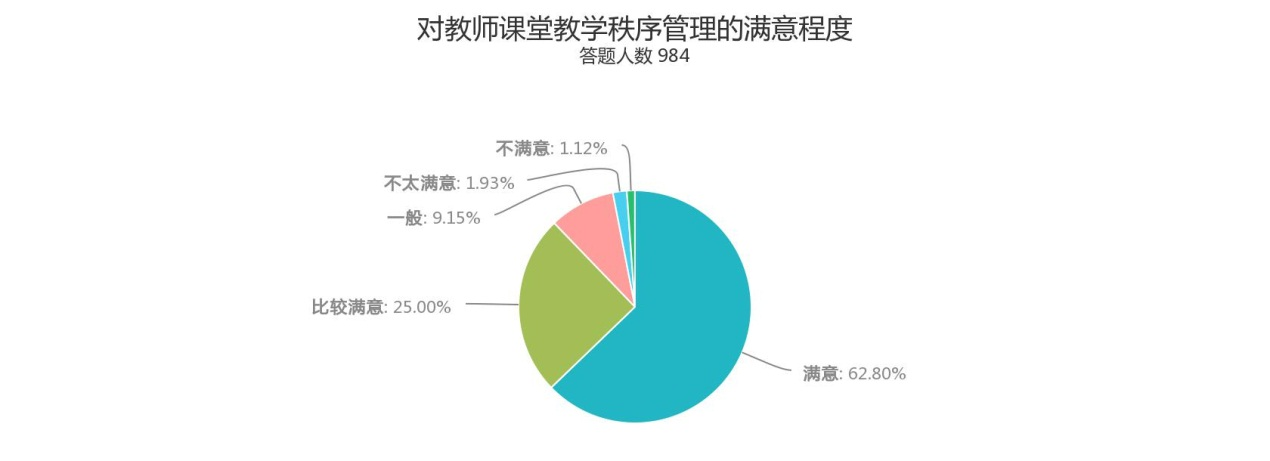 对教师课堂教学秩序管理的满意程度
答题人数 984
不满意: 1.12%
不太满意: 1.93%
一般: 9.15%
比较满意: 25.00%
满意: 62.80%